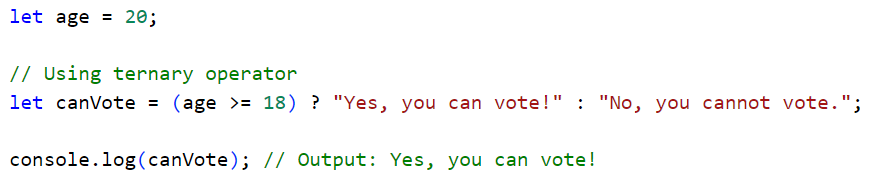 let age = 20;
// Using ternary operator
let canVote = (age >= 18) ? "Yes, you can vote!" : "No, you cannot vote.";
console.log(canVote); // Output: Yes, you can vote!